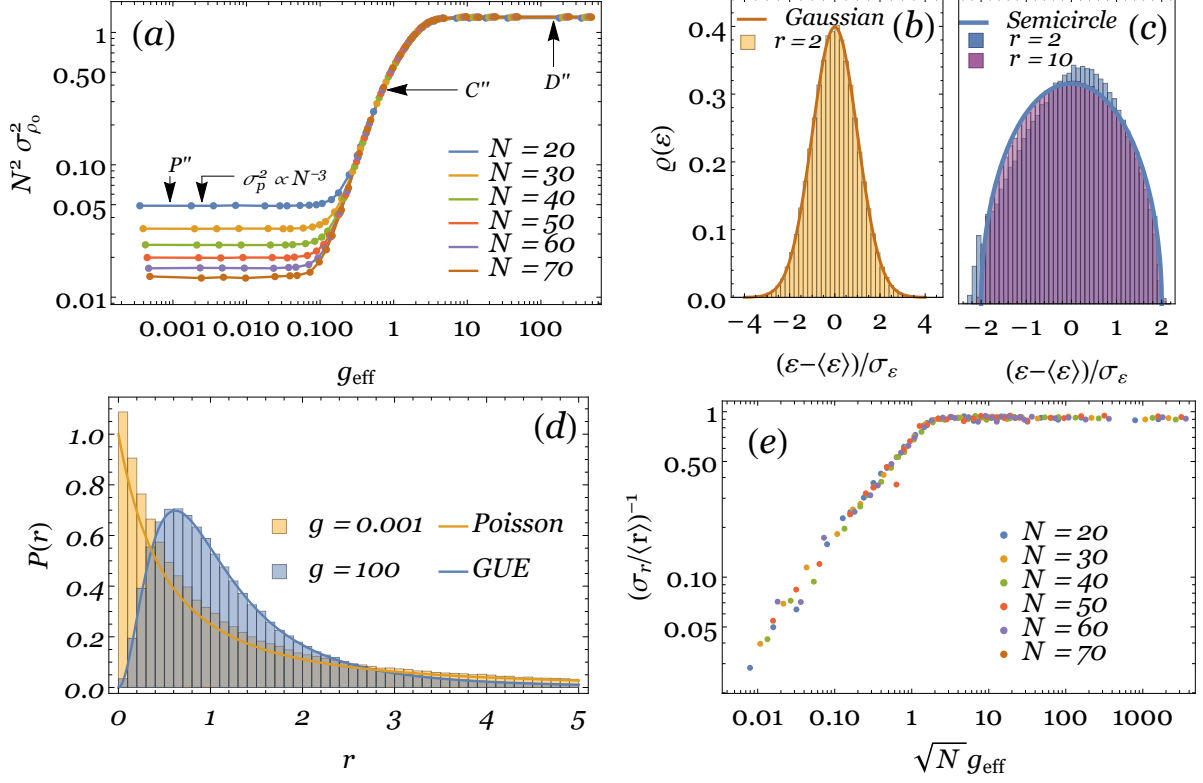 (a)
1
0.50
0.10
0.05
0.01
N² σ²ρₒ
P''
σ²ₚ ∝ N⁻³
C''
D''
N = 20
N = 30
N = 40
N = 50
N = 60
N = 70
0.001
0.010
0.100
1
10
100
g_eff
(b)
Gaussian
r = 2
0.4
0.3
0.2
0.1
0.0
ϱ(ε)
−4
−2
0
2
4
(ε−⟨ε⟩)/σ_ε
(c)
Semicircle
r = 2
r = 10
−2
−1
0
1
2
(ε−⟨ε⟩)/σ_ε
(d)
1.0
0.8
0.6
0.4
0.2
0.0
P(r)
g = 0.001
Poisson
g = 100
GUE
0
1
2
3
4
5
r
(e)
1
0.50
0.10
0.05
(σᵣ/⟨r⟩)⁻¹
N = 20
N = 30
N = 40
N = 50
N = 60
N = 70
0.01
0.10
1
10
100
1000
√N g_eff